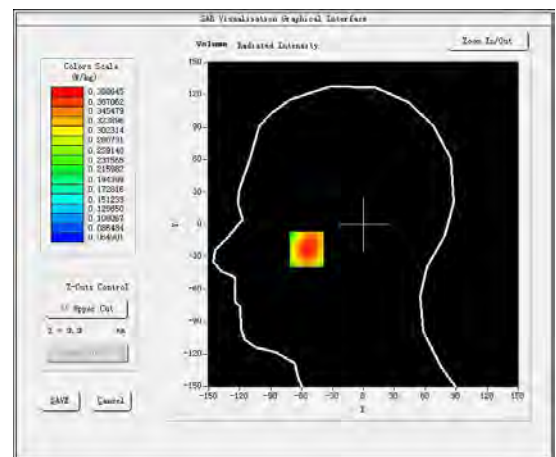 SAR Visualisation Graphical Interface
Volume Radiated Intensity
Zoom In/Out
Colors Scale
(W/kg)
0.388645
0.367062
0.345479
0.323896
0.302314
0.280731
0.259148
0.237565
0.215982
0.194399
0.172816
0.151233
0.129650
0.108067
0.086484
0.064901
Z-Cuts Control
Upper Cut
SAVE
Cancel
150
120
90
60
30
0
-30
-60
-90
-120
-150
Y
-150 -120 -90 -60 -30 0 30 60 90 120 150
X